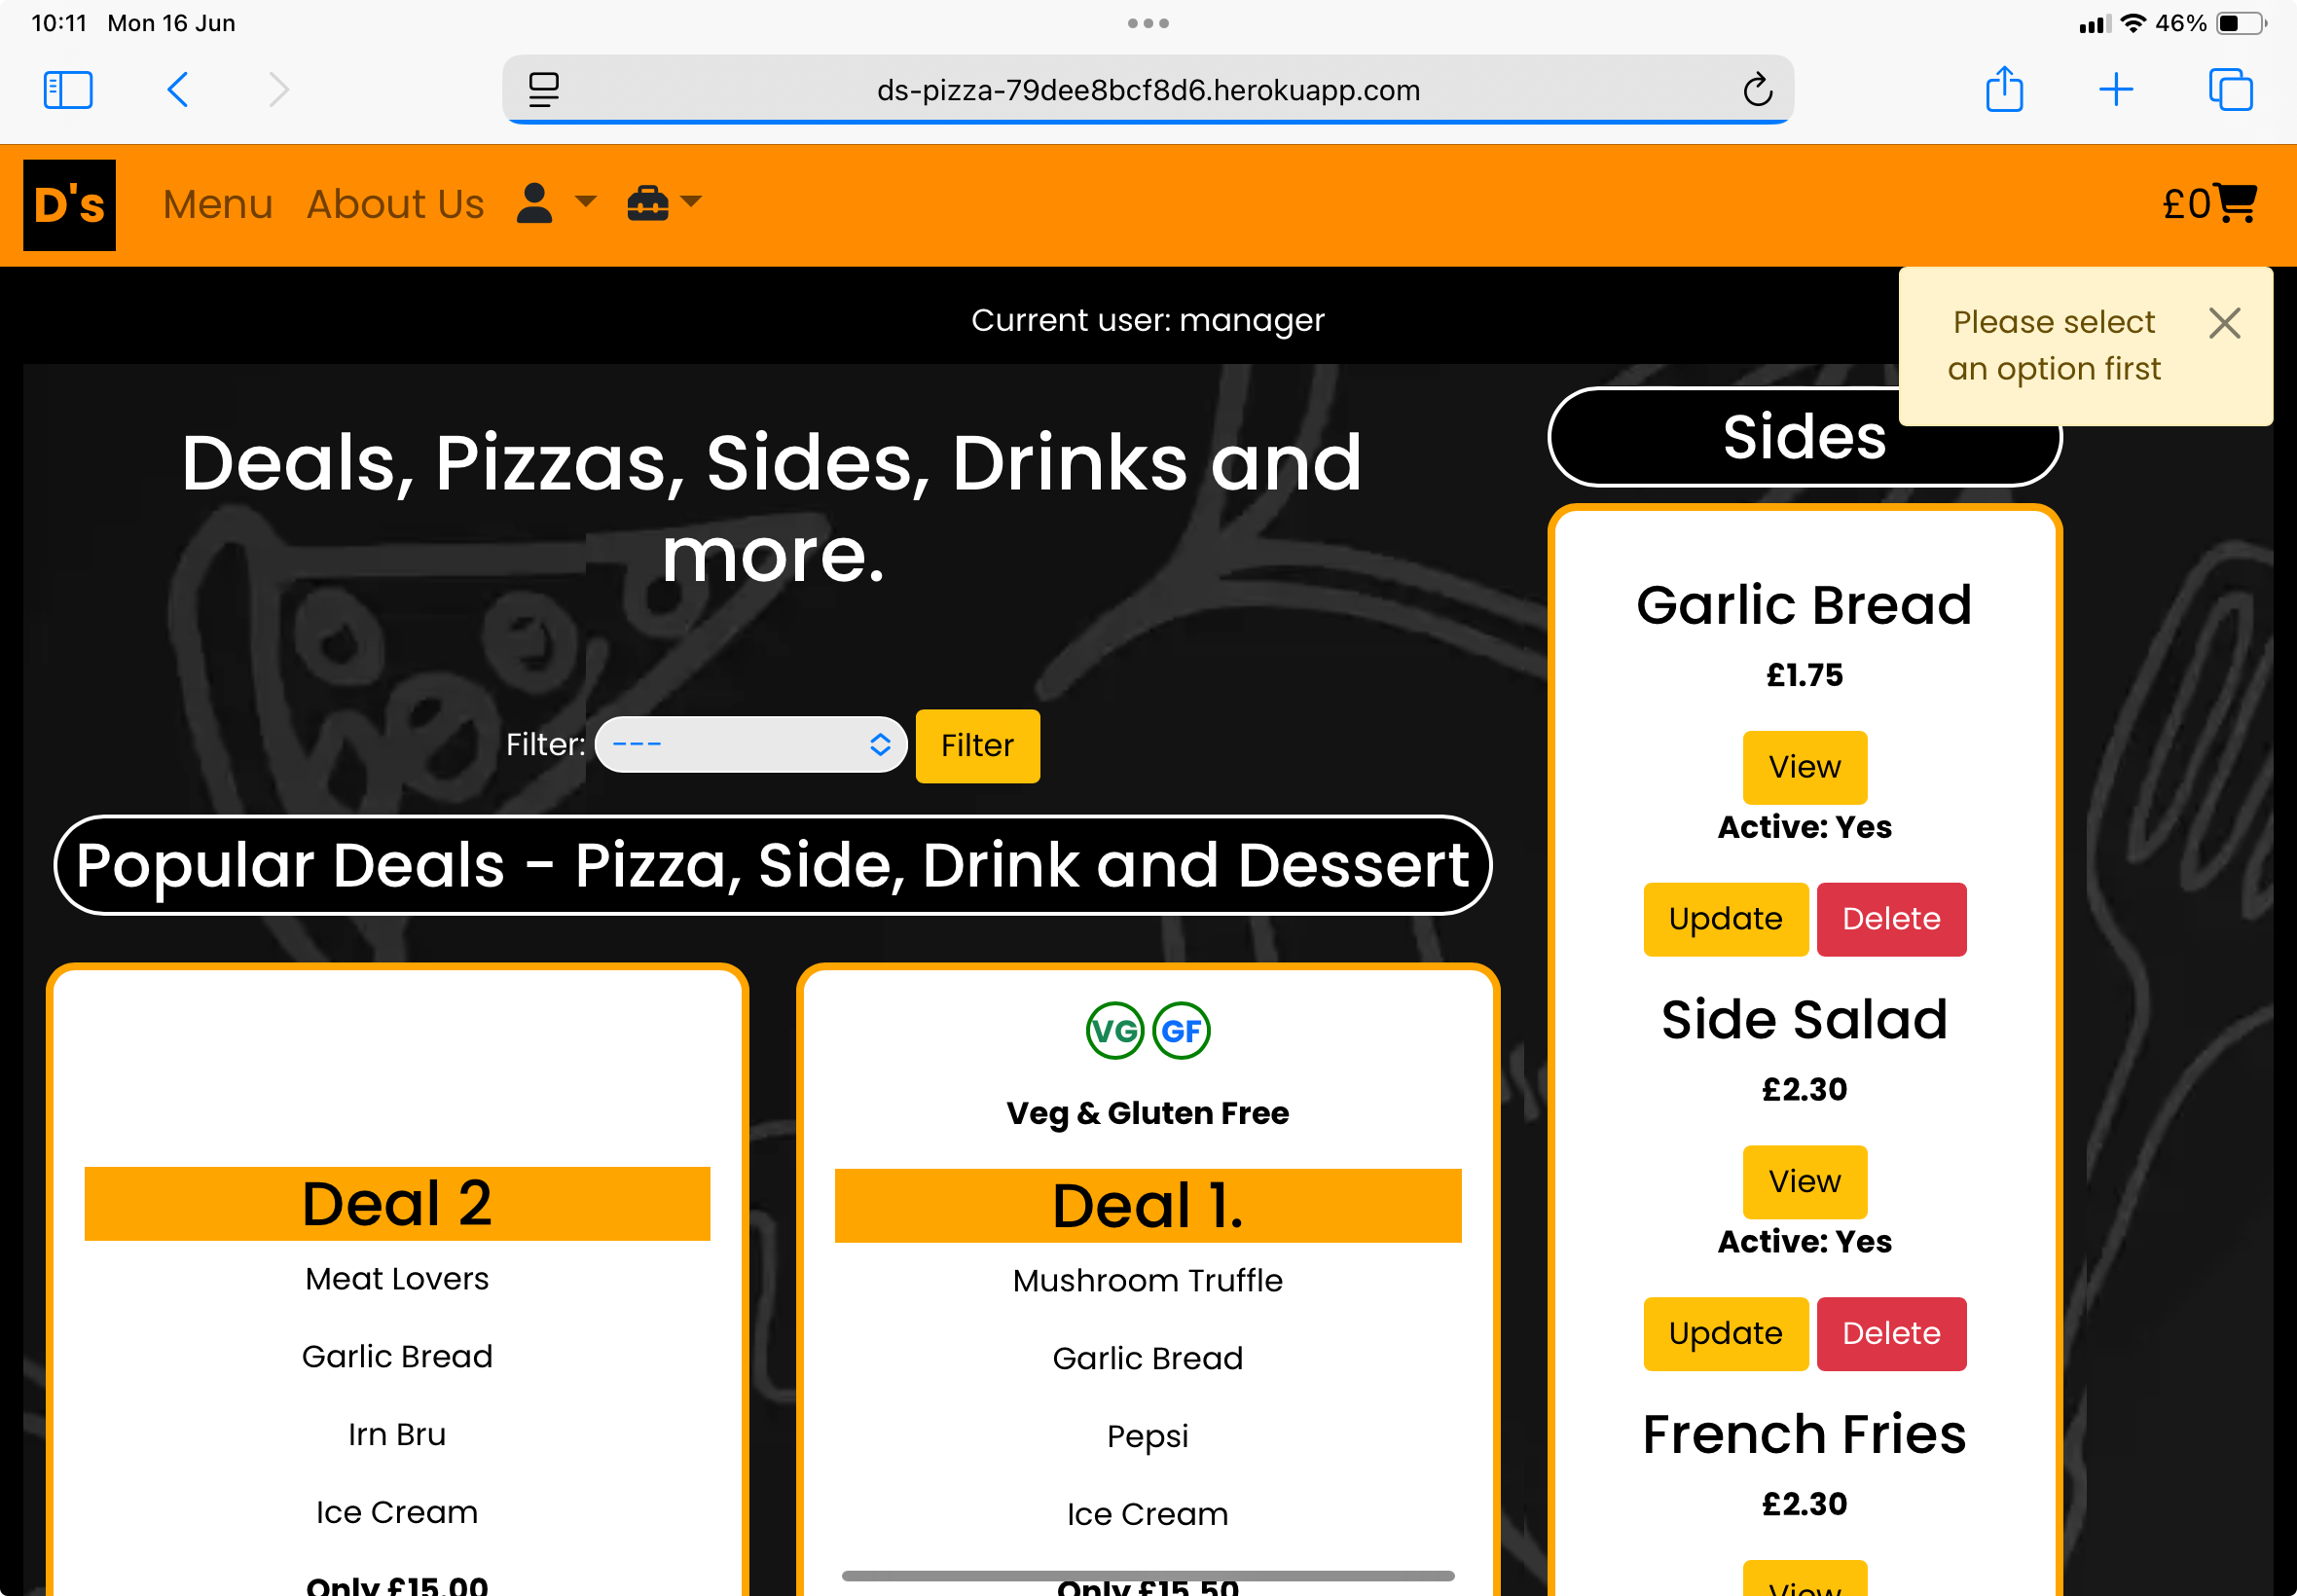 10:11 Mon 16 Jun
46%
ds-pizza-79dee8bcf8d6.herokuapp.com
D's Menu About Us £0
Current user: manager
Please select
an option first
Deals, Pizzas, Sides, Drinks and
more.
Filter: --- Filter
Popular Deals - Pizza, Side, Drink and Dessert
Deal 2
Meat Lovers
Garlic Bread
Irn Bru
Ice Cream
Only £15.00
VG GF
Veg & Gluten Free
Deal 1.
Mushroom Truffle
Garlic Bread
Pepsi
Ice Cream
Only £15.50
Sides
Garlic Bread
£1.75
View
Active: Yes
Update Delete
Side Salad
£2.30
View
Active: Yes
Update Delete
French Fries
£2.30
View